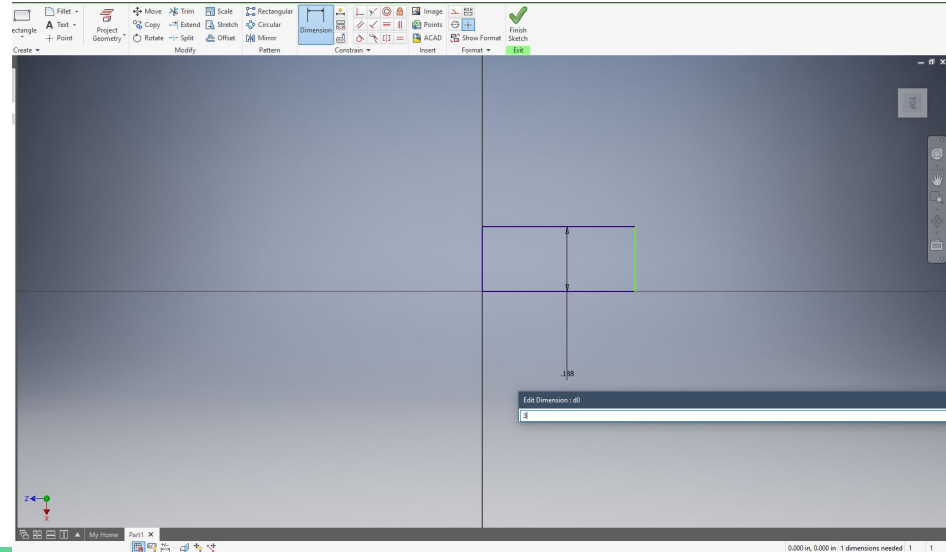 Fillet Move Trim Scale Rectangular Image
ectangle A Text Project Geometry Copy Extend Stretch Circular Dimension Points Finish Sketch
Point Rotate Split Offset Mirror ACAD Show Format
Create Modify Pattern Constrain Insert Format Exit
TOP
.188
Edit Dimension : d0
3
Z
X
My Home Part1
0.000 in, 0.000 in 1 dimensions needed 1 1